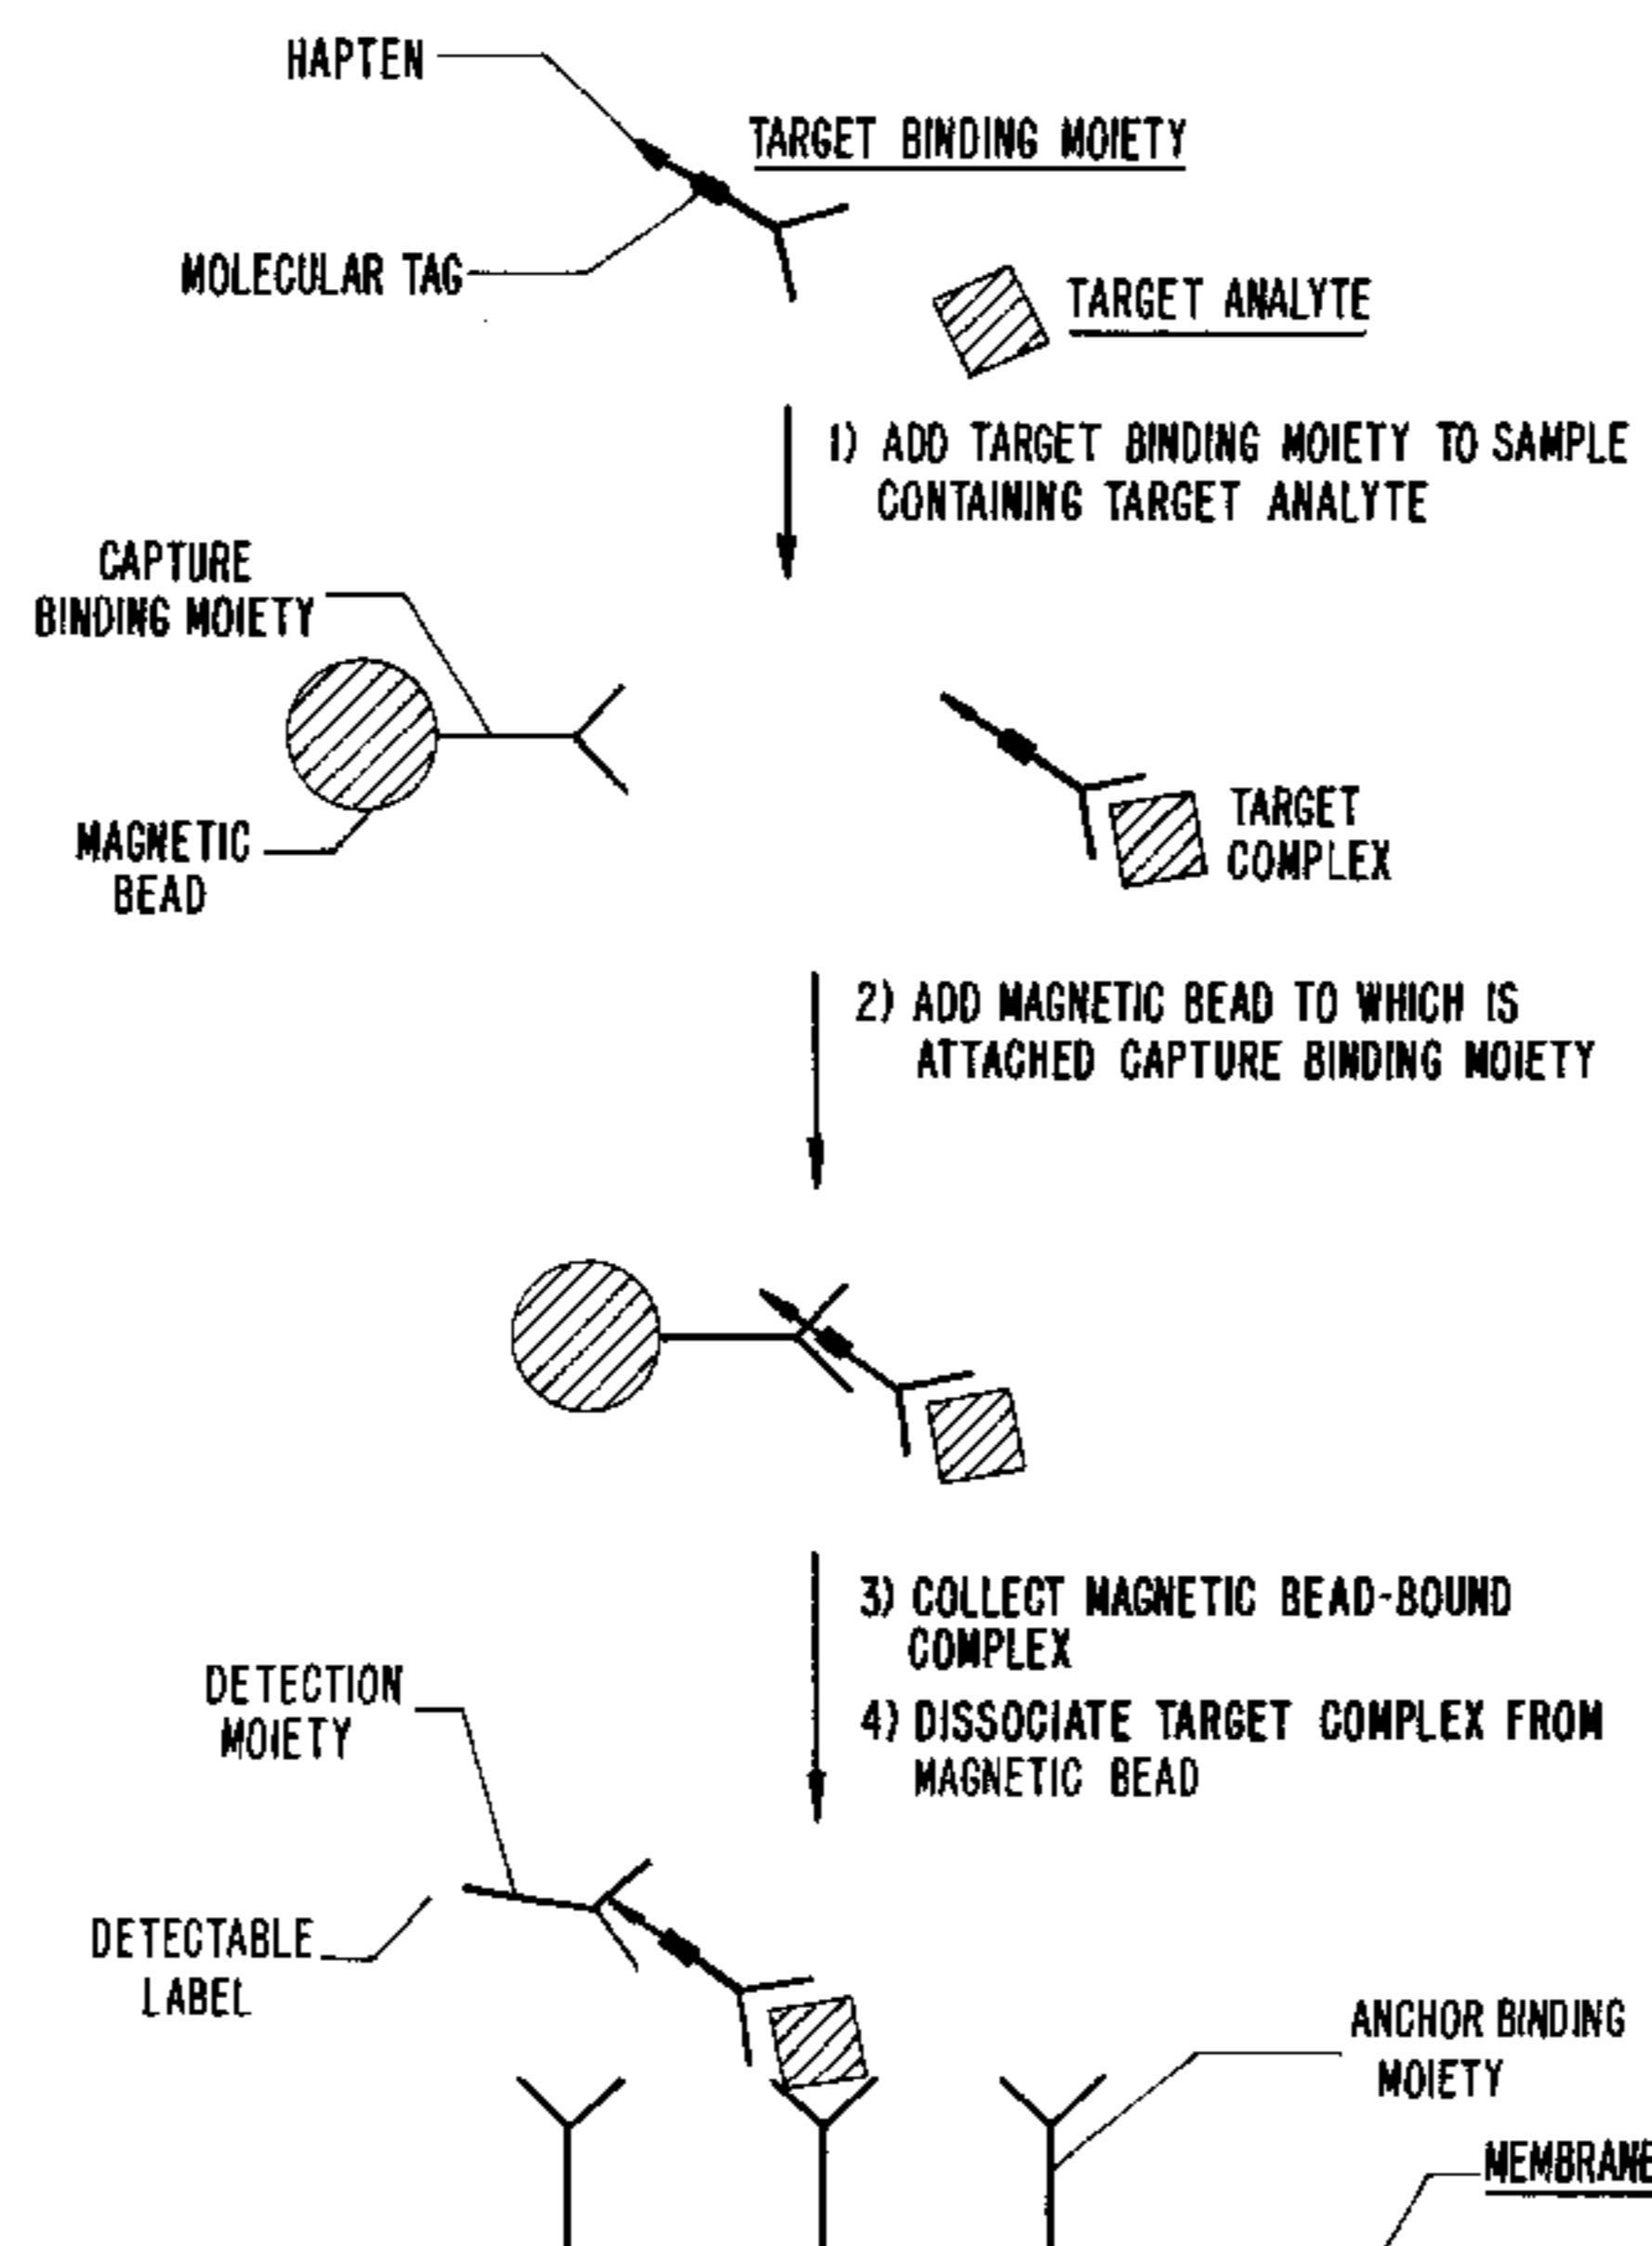 HAPTEN
TARGET BINDING MOIETY
MOLECULAR TAG
TARGET ANALYTE
1) ADD TARGET BINDING MOIETY TO SAMPLE
CONTAINING TARGET ANALYTE
CAPTURE
BINDING MOIETY
MAGNETIC
BEAD
TARGET
COMPLEX
2) ADD MAGNETIC BEAD TO WHICH IS
ATTACHED CAPTURE BINDING MOIETY
3) COLLECT MAGNETIC BEAD-BOUND
COMPLEX
4) DISSOCIATE TARGET COMPLEX FROM
MAGNETIC BEAD
DETECTION
MOIETY
DETECTABLE
LABEL
ANCHOR BINDING
MOIETY
MEMBRANE